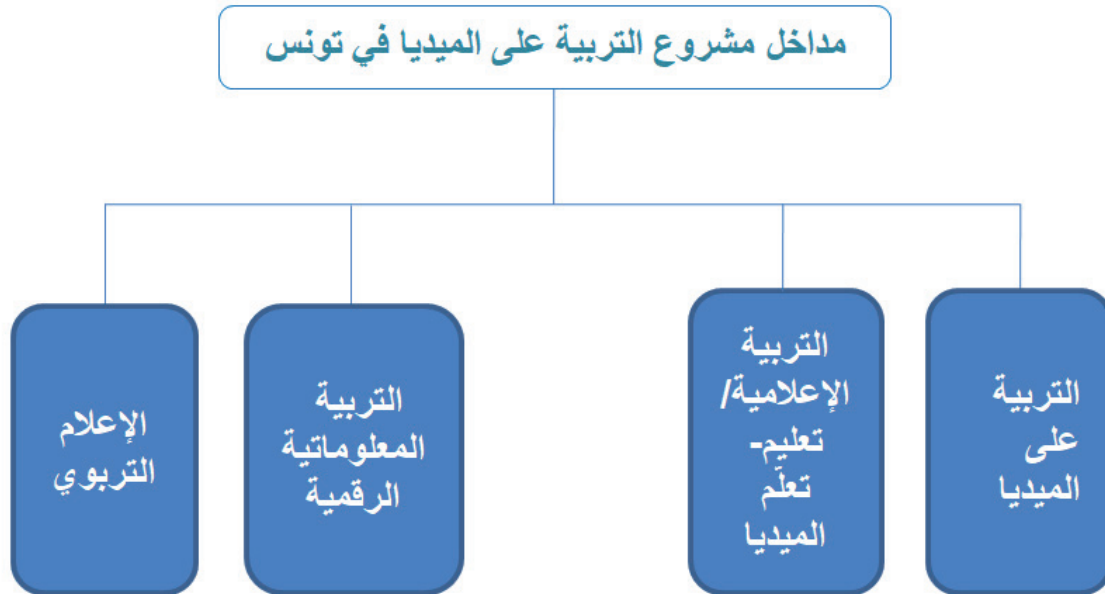 مداخل مشروع التربية على الميديا في تونس
التربية
على
الميديا
التربية
الإعلامية/
تعليم-
تعلّم
الميديا
التربية
المعلوماتية
الرقمية
الإعلام
التربوي